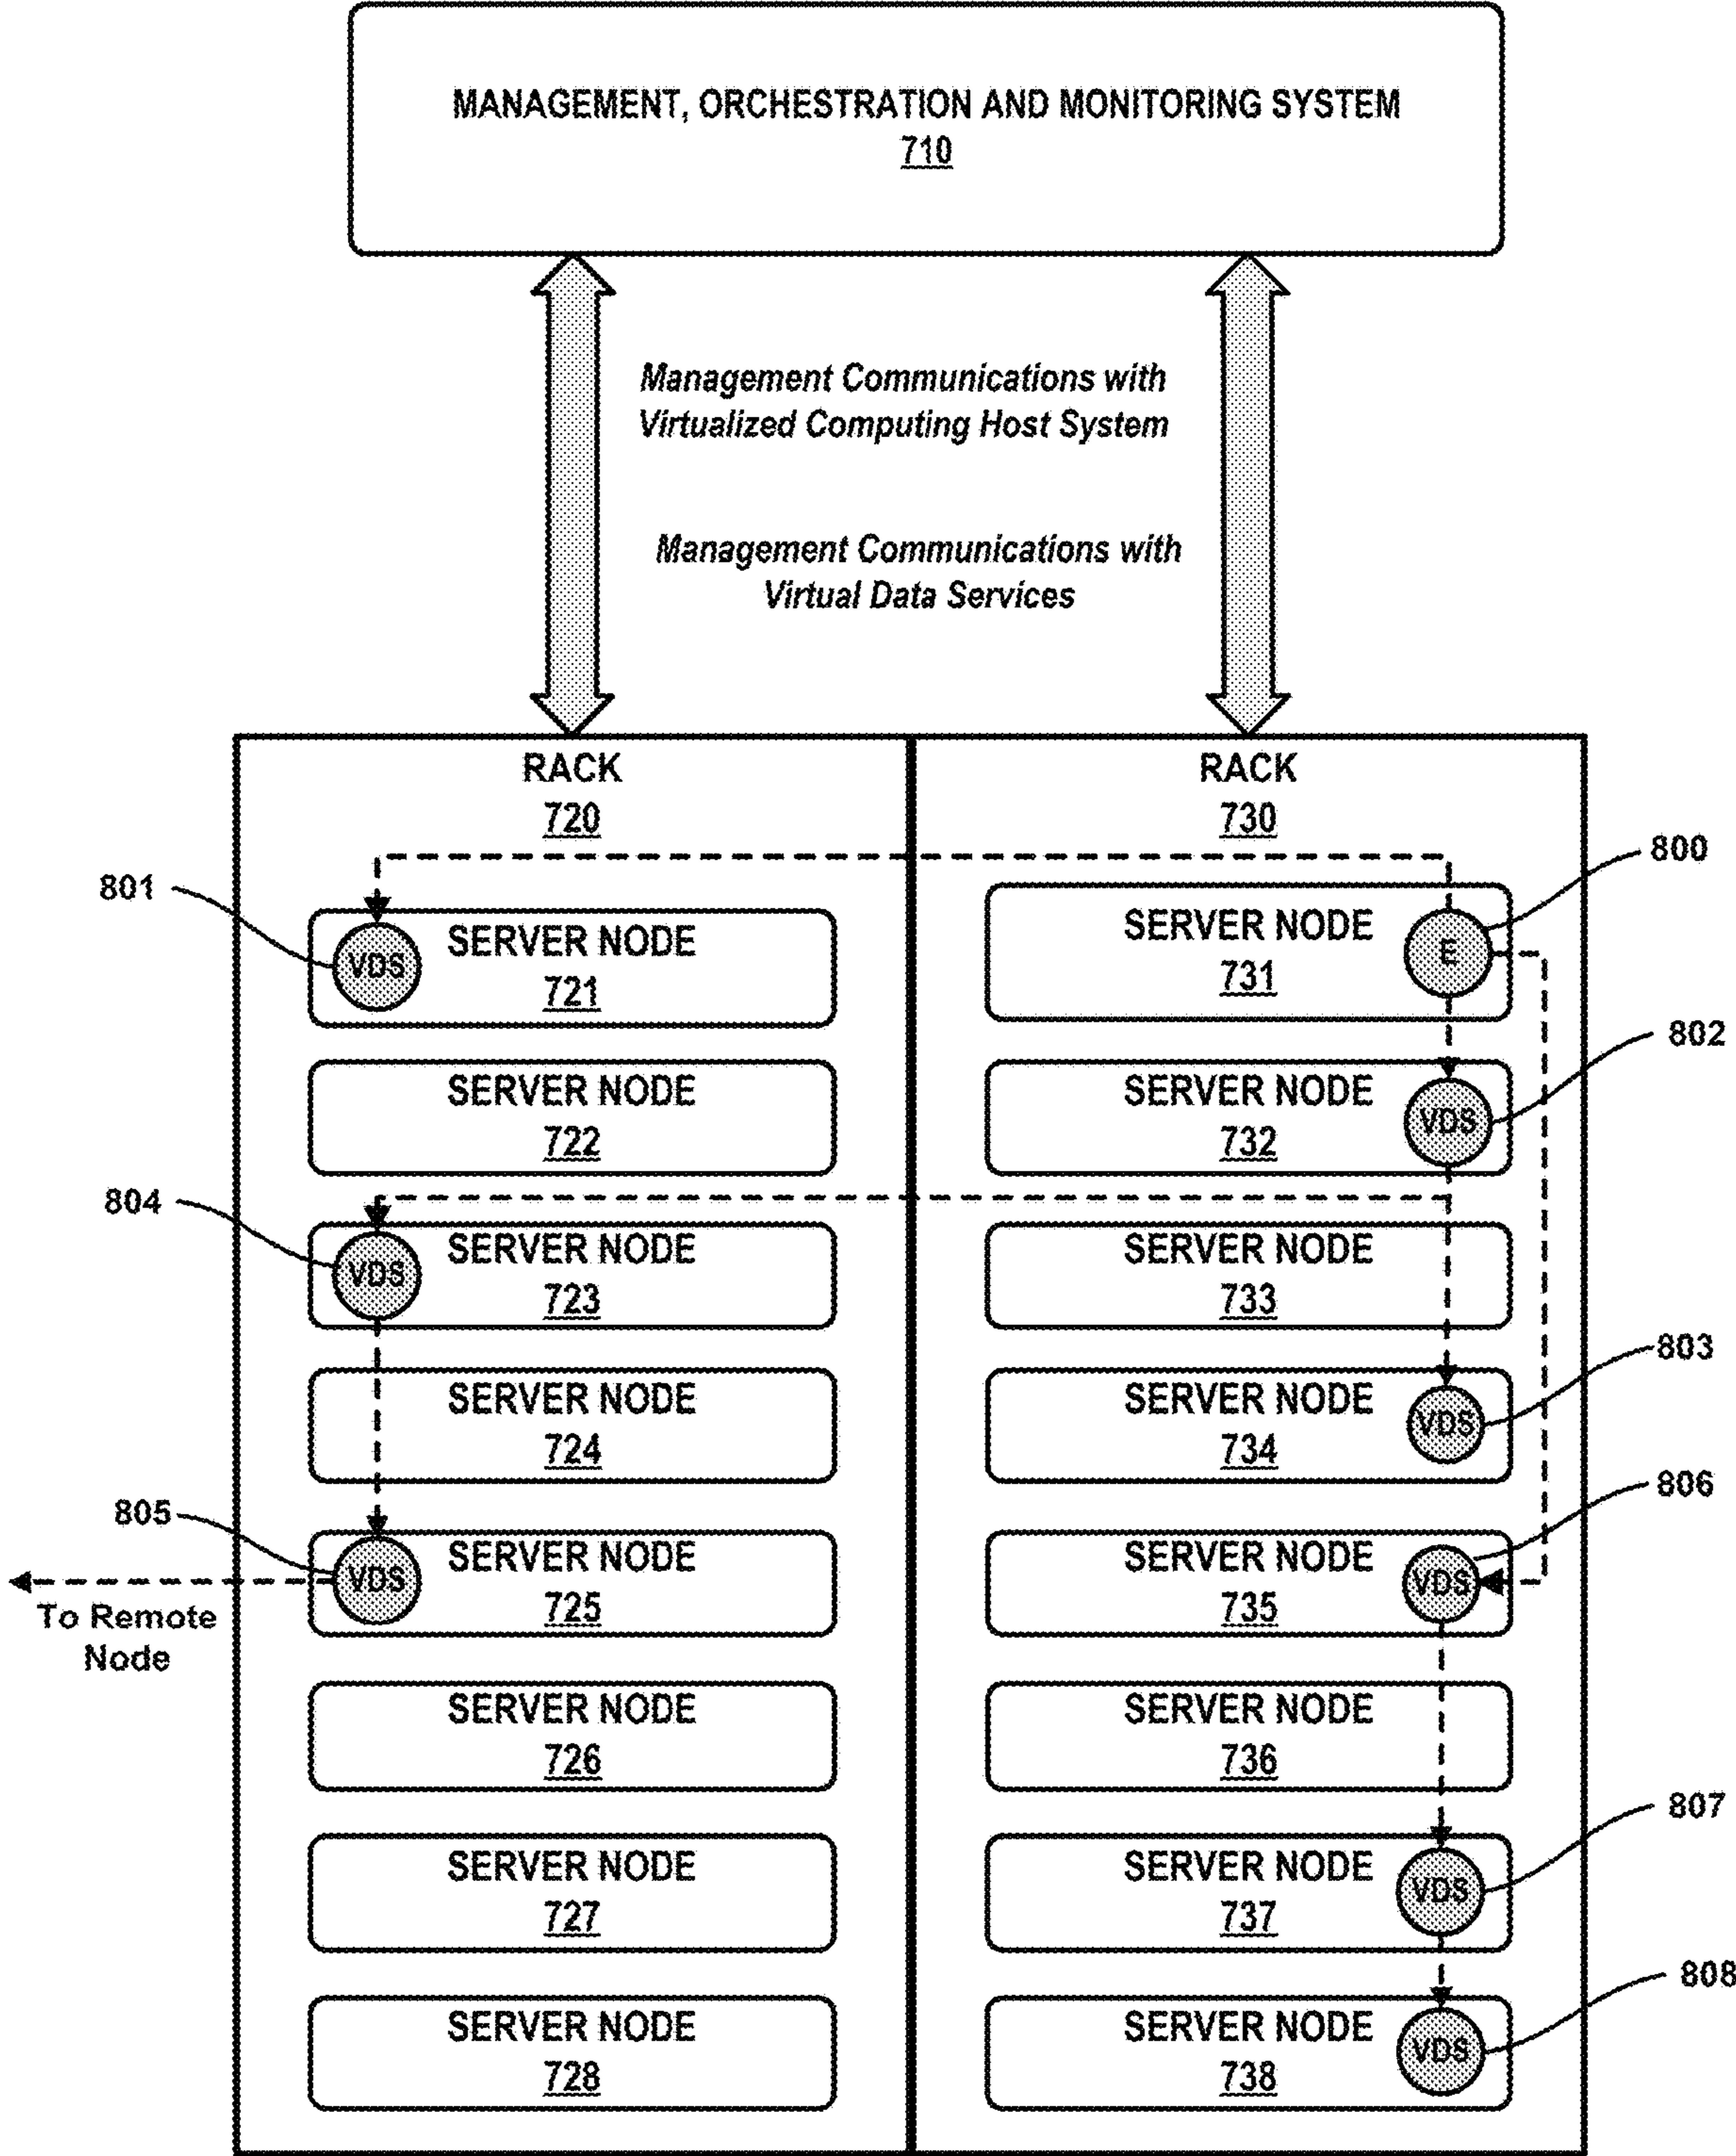 MANAGEMENT, ORCHESTRATION AND MONITORING SYSTEM
710
Management Communications with
Virtualized Computing Host System
Management Communications with
Virtual Data Services
RACK
720
RACK
730
800
801
SERVER NODE
721
VDS
SERVER NODE
731
E
802
SERVER NODE
722
SERVER NODE
732
VDS
804
SERVER NODE
723
VDS
SERVER NODE
733
803
SERVER NODE
724
SERVER NODE
734
VDS
806
805
SERVER NODE
725
VDS
To Remote
Node
SERVER NODE
735
VDS
SERVER NODE
726
SERVER NODE
736
807
SERVER NODE
727
SERVER NODE
737
VDS
808
SERVER NODE
728
SERVER NODE
738
VDS